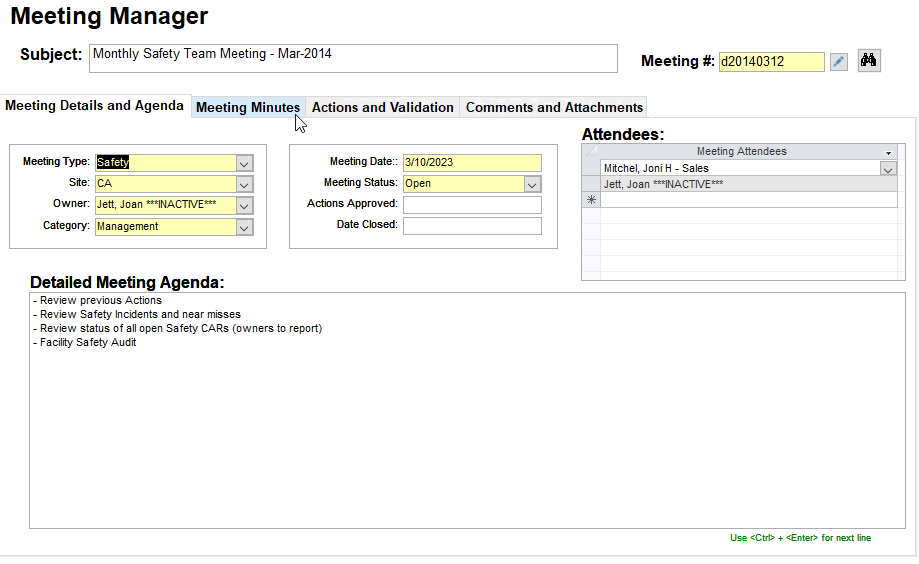 Meeting Manager
Subject: Monthly Safety Team Meeting - Mar-2014
Meeting #: d20140312
Meeting Details and Agenda Meeting Minutes Actions and Validation Comments and Attachments
Attendees:
Meeting Attendees
Mitchel, Joni H - Sales
Jett, Joan ***INACTIVE***
Meeting Type: Safety
Site: CA
Owner: Jett, Joan ***INACTIVE***
Category: Management
Meeting Date:: 3/10/2023
Meeting Status: Open
Actions Approved:
Date Closed:
Detailed Meeting Agenda:
- Review previous Actions
- Review Safety Incidents and near misses
- Review status of all open Safety CARs (owners to report)
- Facility Safety Audit
Use <Ctrl> + <Enter> for next line